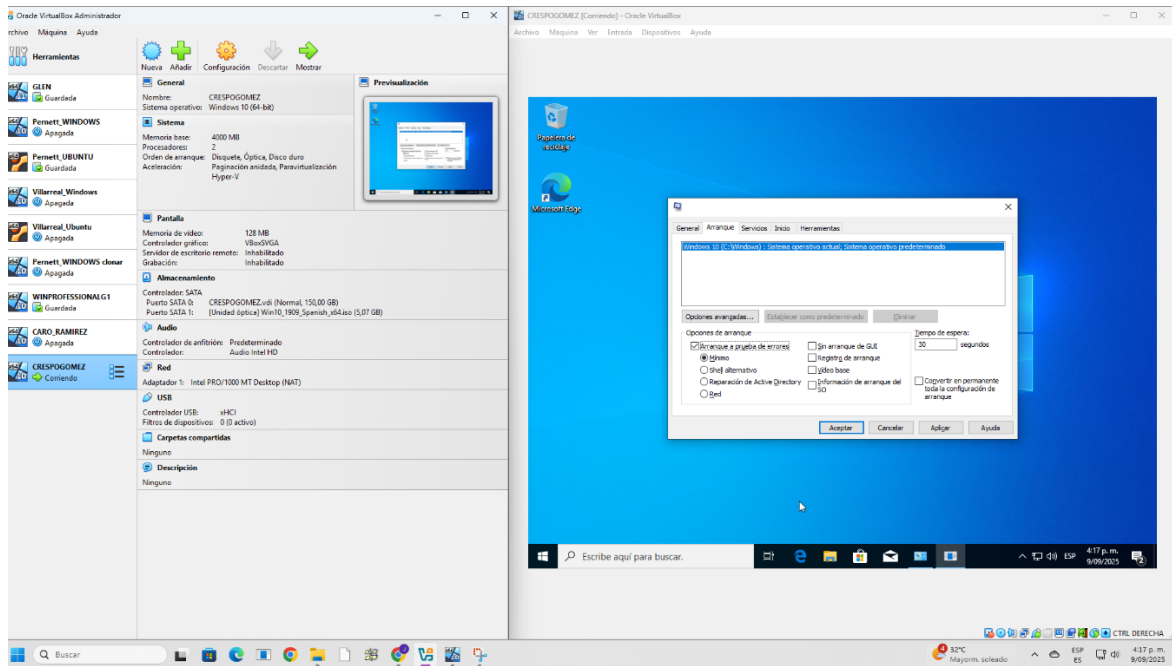 Oracle VirtualBox Administrador
rchivo Máquina Ayuda
Herramientas
GLEN
Guardada
Pernett_WINDOWS
Apagada
Pernett_UBUNTU
Guardada
Villarreal_Windows
Apagada
Villarreal_Ubuntu
Apagada
Pernett_WINDOWS clonar
Apagada
WINPROFESSIONALG1
Guardada
CARO_RAMIREZ
Apagada
CRESPOGOMEZ
Corriendo
Nueva Añadir Configuración Descartar Mostrar
General
Nombre: CRESPOGOMEZ
Sistema operativo: Windows 10 (64-bit)
Previsualización
Sistema
Memoria base: 4000 MB
Procesadores: 2
Orden de arranque: Disquete, Óptica, Disco duro
Aceleración: Paginación anidada, Paravirtualización
Hyper-V
Pantalla
Memoria de vídeo: 128 MB
Controlador gráfico: VBoxSVGA
Servidor de escritorio remoto: Inhabilitado
Grabación: Inhabilitado
Almacenamiento
Controlador: SATA
Puerto SATA 0: CRESPOGOMEZ.vdi (Normal, 150,00 GB)
Puerto SATA 1: [Unidad óptica] Win10_1909_Spanish_x64.iso (5,07 GB)
Audio
Controlador de anfitrión: Predeterminado
Controlador: Audio Intel HD
Red
Adaptador 1: Intel PRO/1000 MT Desktop (NAT)
USB
Controlador USB: xHCI
Filtros de dispositivos: 0 (0 activo)
Carpetas compartidas
Ninguno
Descripción
Ninguno
CRESPOGOMEZ [Corriendo] - Oracle VirtualBox
Archivo Máquina Ver Entrada Dispositivos Ayuda
Papelera de
reciclaje
Microsoft Edge
General Arranque Servicios Inicio Herramientas
Windows 10 (C:\Windows) : Sistema operativo actual; Sistema operativo predeterminado
Opciones avanzadas... Establecer como predeterminado Eliminar
Opciones de arranque
Arranque a prueba de errores
Mínimo
Shell alternativo
Reparación de Active Directory
Red
Sin arranque de GUI
Registro de arranque
Vídeo base
Información de arranque del
SO
Tiempo de espera:
30 segundos
Convertir en permanente
toda la configuración de
arranque
Aceptar Cancelar Aplicar Ayuda
Escribe aquí para buscar.
ESP
4:17 p. m.
9/09/2025
2
CTRL DERECHA
Buscar
4
32°C
Mayorm. soleado
ESP
ES
4:17 p. m.
9/09/2025